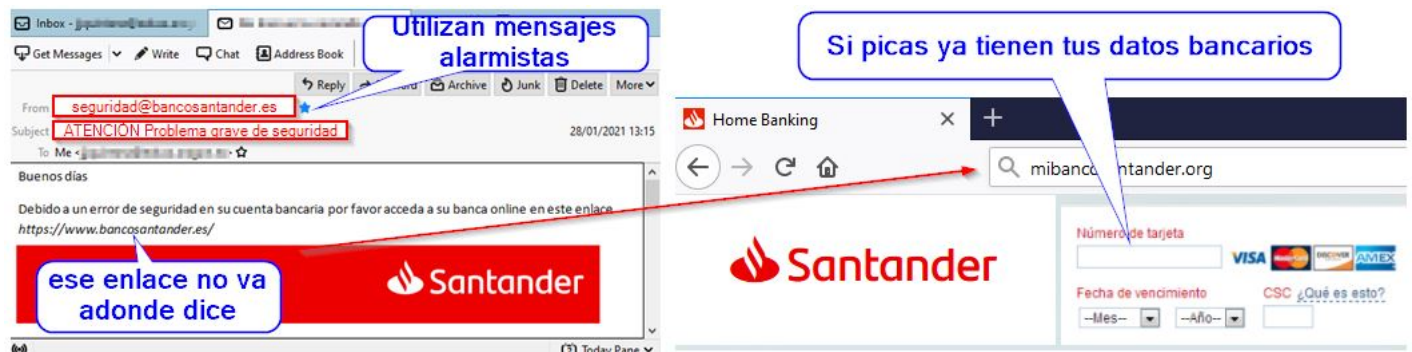 Inbox -
Utilizan mensajes
alarmistas
Get Messages
Write
Chat
Address Book
Reply
Archive
Junk
Delete
More
From seguridad@bancosantander.es
Subject ATENCIÓN Problema grave de seguridad
28/01/2021 13:15
To Me
Buenos días
Debido a un error de seguridad en su cuenta bancaria por favor acceda a su banca online en este enlace
https://www.bancosantander.es/
ese enlace no va
adonde dice
Santander
Today Pane
Si picas ya tienen tus datos bancarios
Home Banking
Santander
Número de tarjeta
VISA
MasterCard
DISCOVER
AMEX
Fecha de vencimiento
CSC ¿Qué es esto?
--Mes--
--Año--